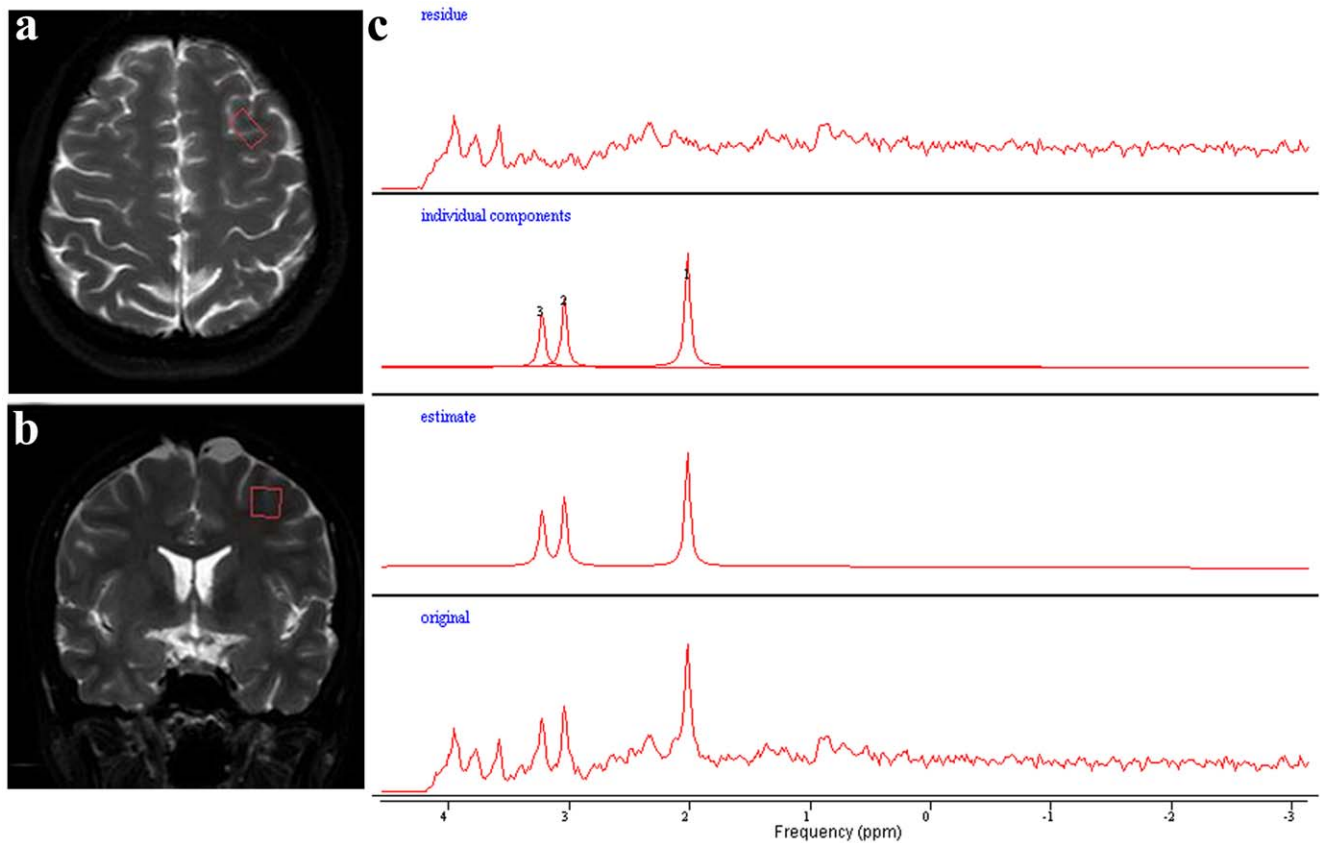 a
b
c
residue
individual components
3 2 1
estimate
original
4 3 2 1 0 -1 -2 -3
Frequency (ppm)